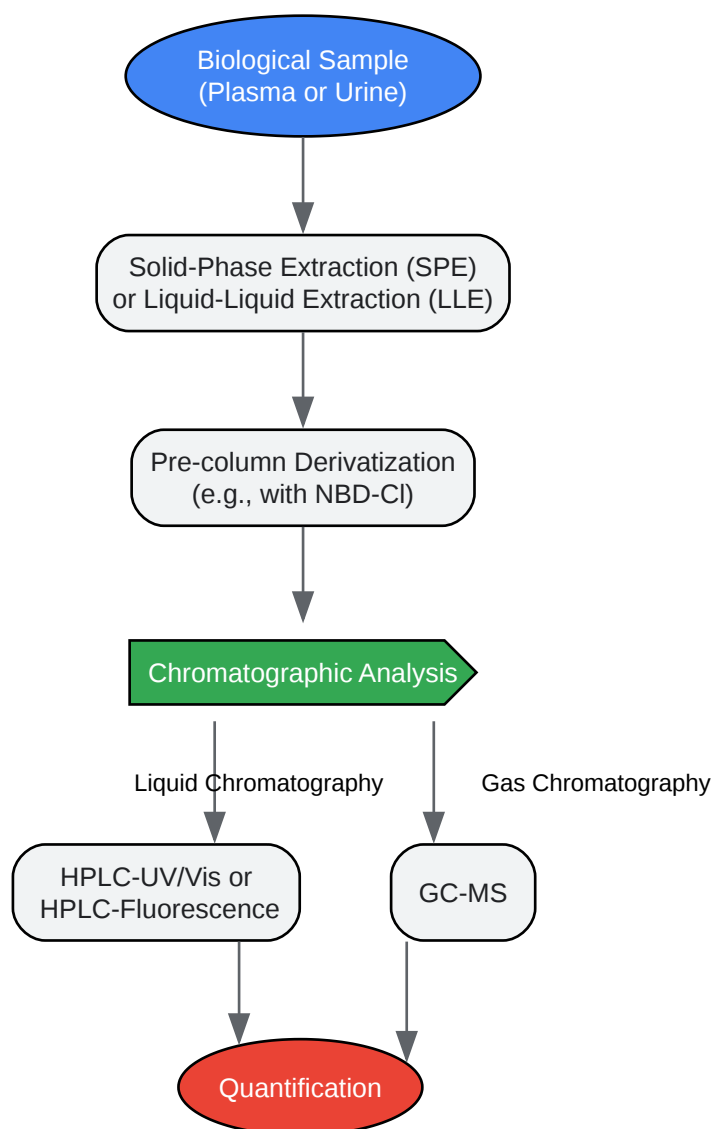 Biological Sample
(Plasma or Urine)
Solid-Phase Extraction (SPE)
or Liquid-Liquid Extraction (LLE)
Pre-column Derivatization
(e.g., with NBD-Cl)
Chromatographic Analysis
Liquid Chromatography
Gas Chromatography
HPLC-UV/Vis or
HPLC-Fluorescence
GC-MS
Quantification